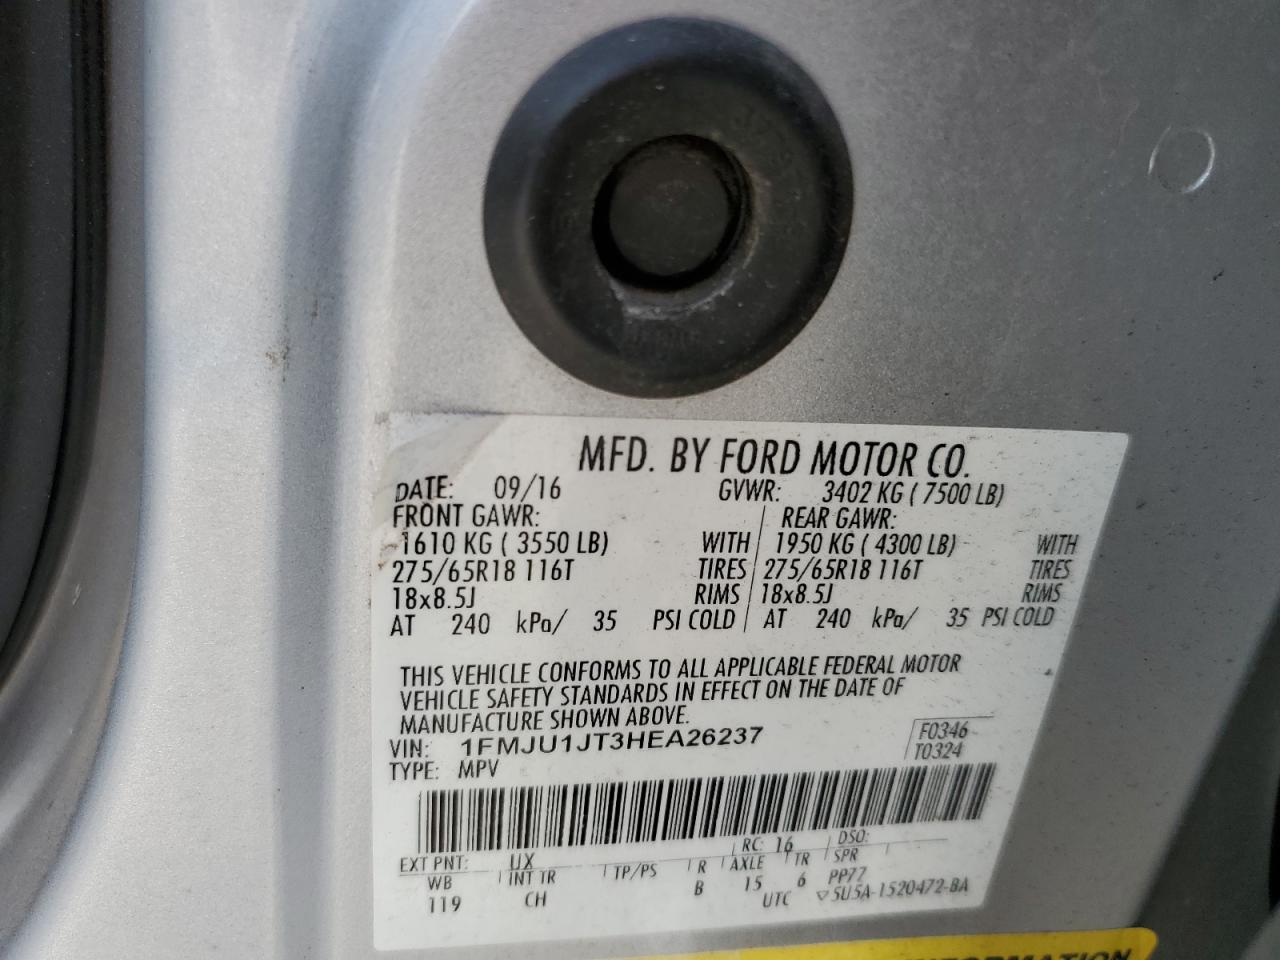 MFD. BY FORD MOTOR CO.
DATE: 09/16 GVWR: 3402 KG ( 7500 LB)
FRONT GAWR: REAR GAWR:
1610 KG ( 3550 LB) WITH 1950 KG ( 4300 LB) WITH
275/65R18 116T TIRES 275/65R18 116T TIRES
18x8.5J RIMS 18x8.5J RIMS
AT 240 kPa/ 35 PSI COLD AT 240 kPa/ 35 PSI COLD
THIS VEHICLE CONFORMS TO ALL APPLICABLE FEDERAL MOTOR
VEHICLE SAFETY STANDARDS IN EFFECT ON THE DATE OF
MANUFACTURE SHOWN ABOVE.
VIN: 1FMJU1JT3HEA26237 F0346
TYPE: MPV T0324
EXT PNT: UX RC: 16 DSO:
WB INT TR TP/PS R AXLE TR SPR
119 CH B 15 6 PP77
UTC ▽5U5A-1520472-BA
INFORMATION